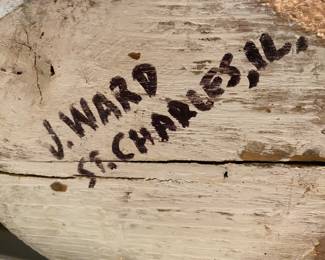 J. WARD
ST. CHARLES, IL.